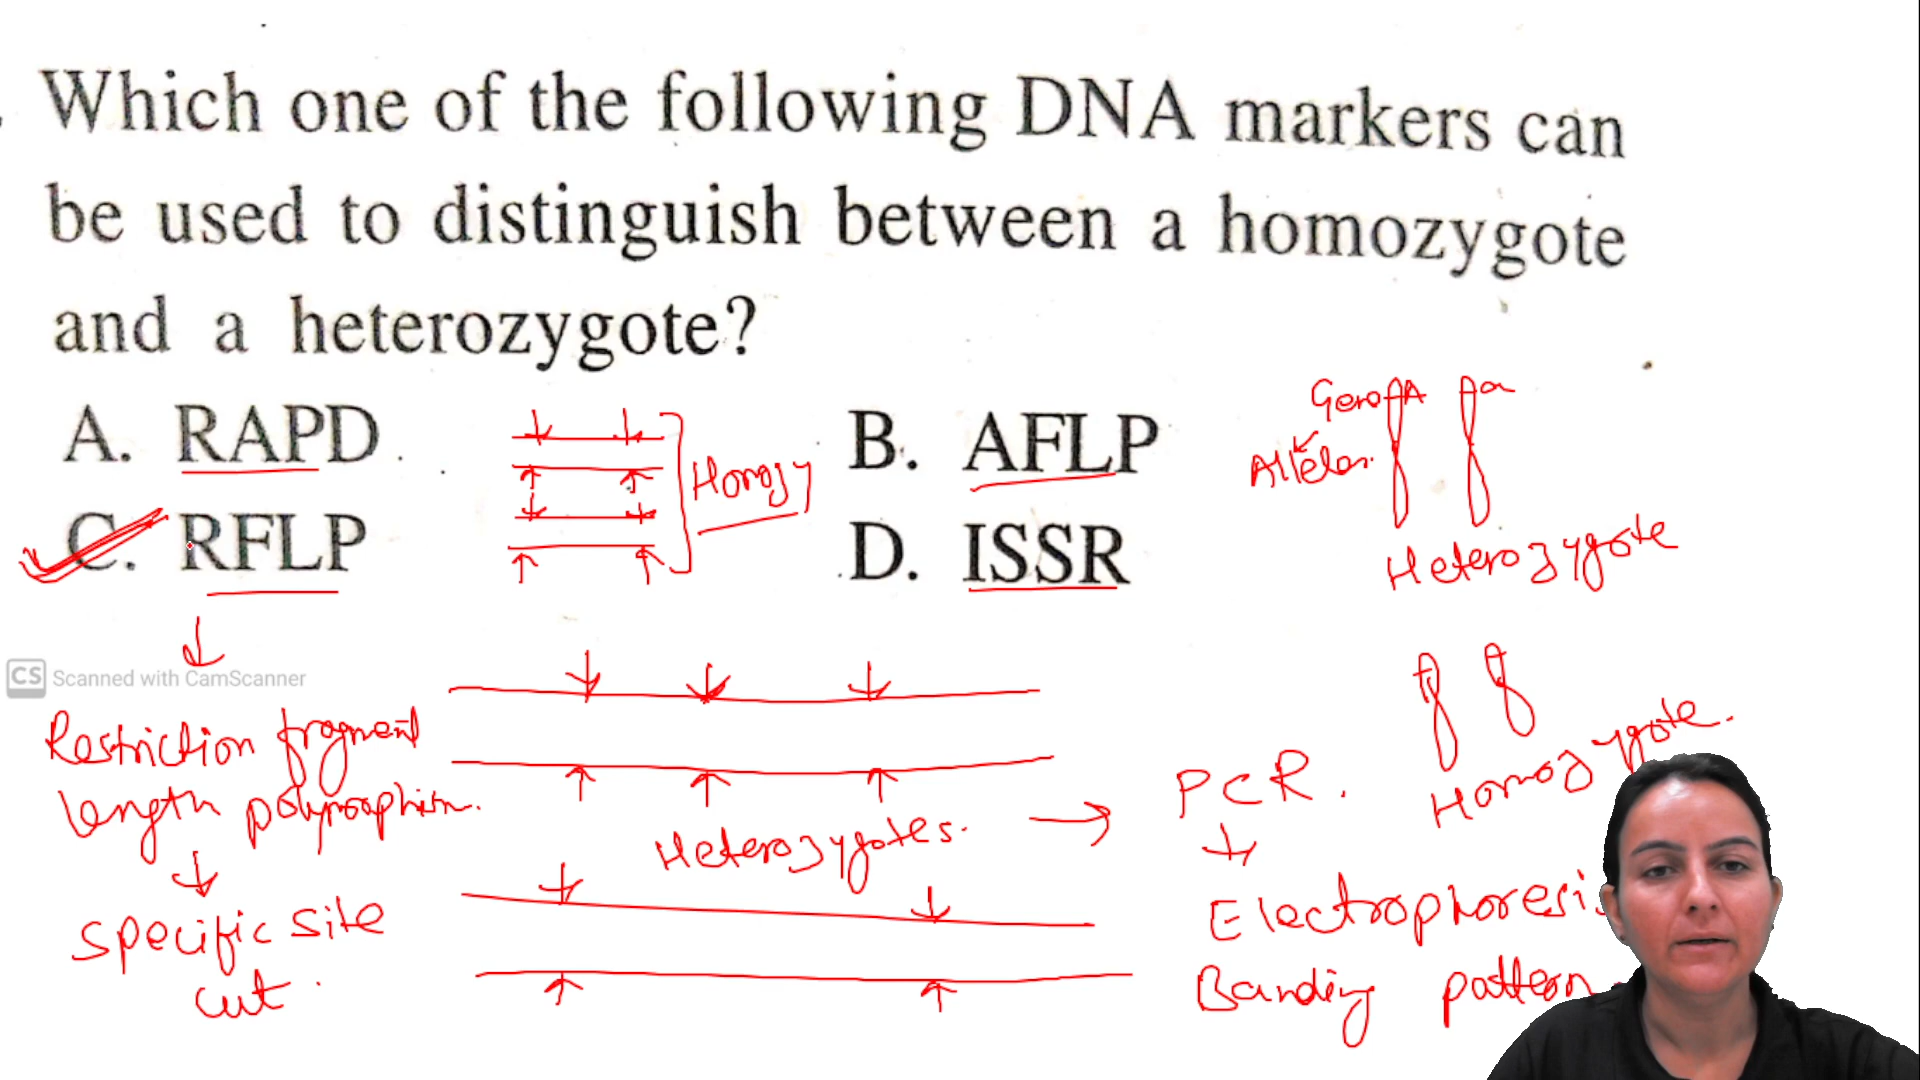 Which one of the following DNA markers can
be used to distinguish between a homozygote
and a heterozygote?
A. RAPD
B. AFLP
C. RFLP
D. ISSR
Homozy
A a
Alleles.
Heterozygote
CS Scanned with CamScanner
Restriction fragment
length polymorphism.
Specific site
cut.
Heterozygotes.
PCR.
Homozygote.
Electrophoresis
Banding pattern